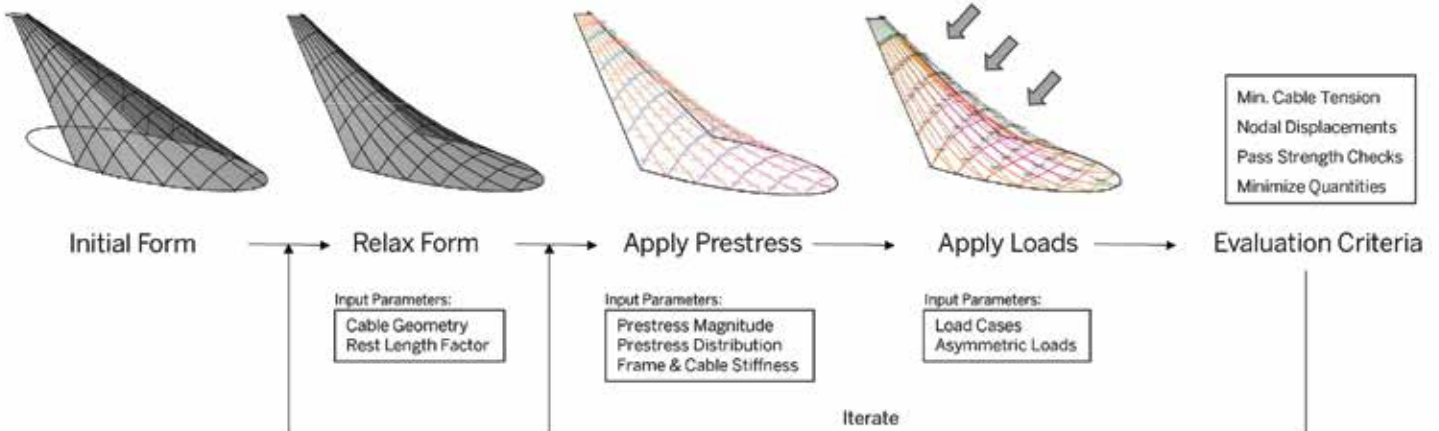 Min. Cable Tension
Nodal Displacements
Pass Strength Checks
Minimize Quantities
Initial Form
Relax Form
Apply Prestress
Apply Loads
Evaluation Criteria
Input Parameters:
Cable Geometry
Rest Length Factor
Input Parameters:
Prestress Magnitude
Prestress Distribution
Frame & Cable Stiffness
Input Parameters:
Load Cases
Asymmetric Loads
Iterate